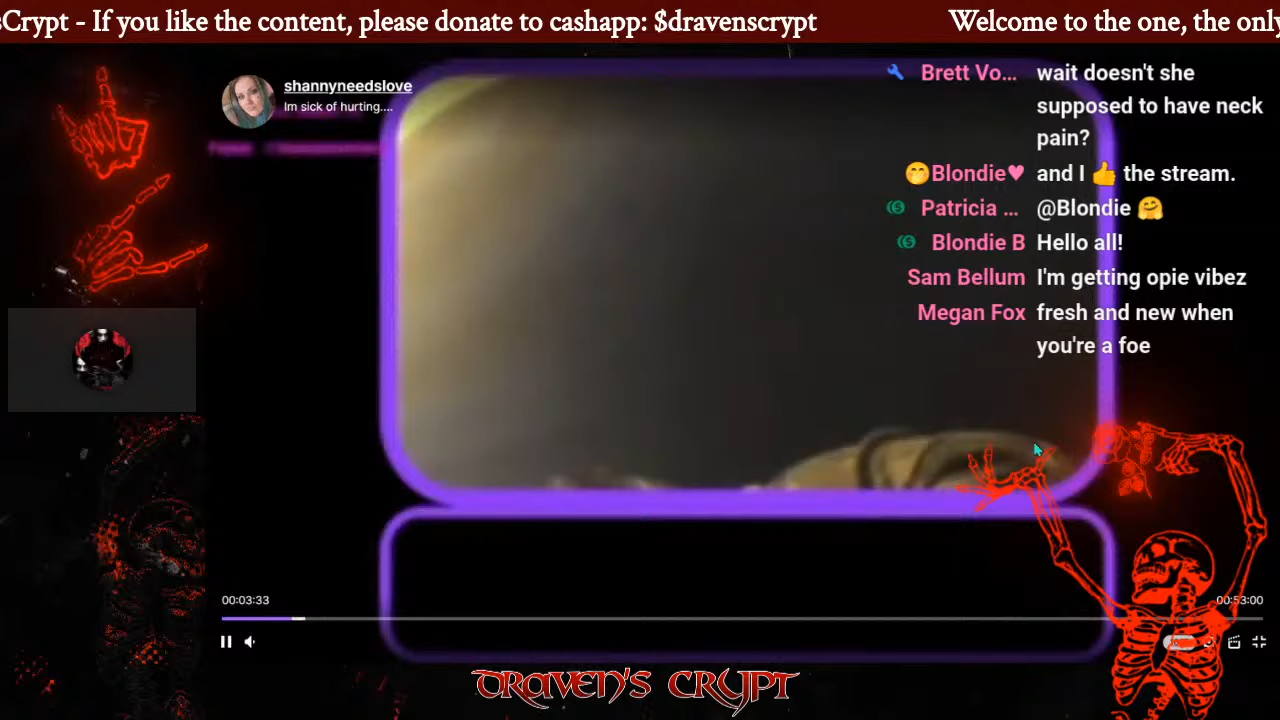 sCrypt - If you like the content, please donate to cashapp: $dravenscrypt
Welcome to the one, the only
shannyneedslove
Im sick of hurting....
Brett Vo... wait doesn't she
supposed to have neck
pain?
🤭Blondie♥ and I 👍 the stream.
Patricia ... @Blondie 🤗
Blondie B Hello all!
Sam Bellum I'm getting opie vibez
Megan Fox fresh and new when
you're a foe
00:03:33
00:53:00
DRAVEN'S CRYPT